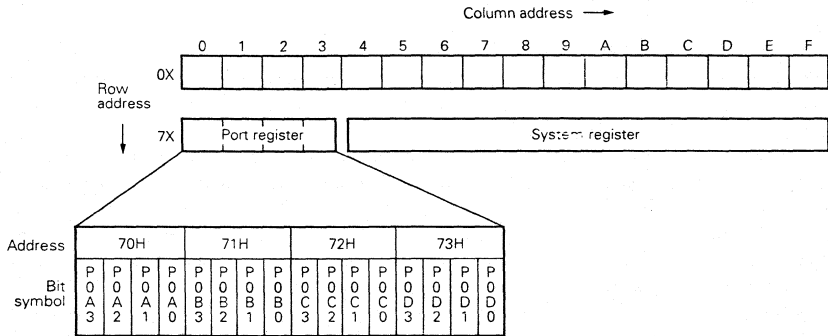 Column address
0 1 2 3 4 5 6 7 8 9 A B C D E F
0X
Row
address
7X Port register System register
Address 70H 71H 72H 73H
Bit
symbol
P0A3 P0A2 P0A1 P0A0 P0B3 P0B2 P0B1 P0B0 P0C3 P0C2 P0C1 P0C0 P0D3 P0D2 P0D1 P0D0